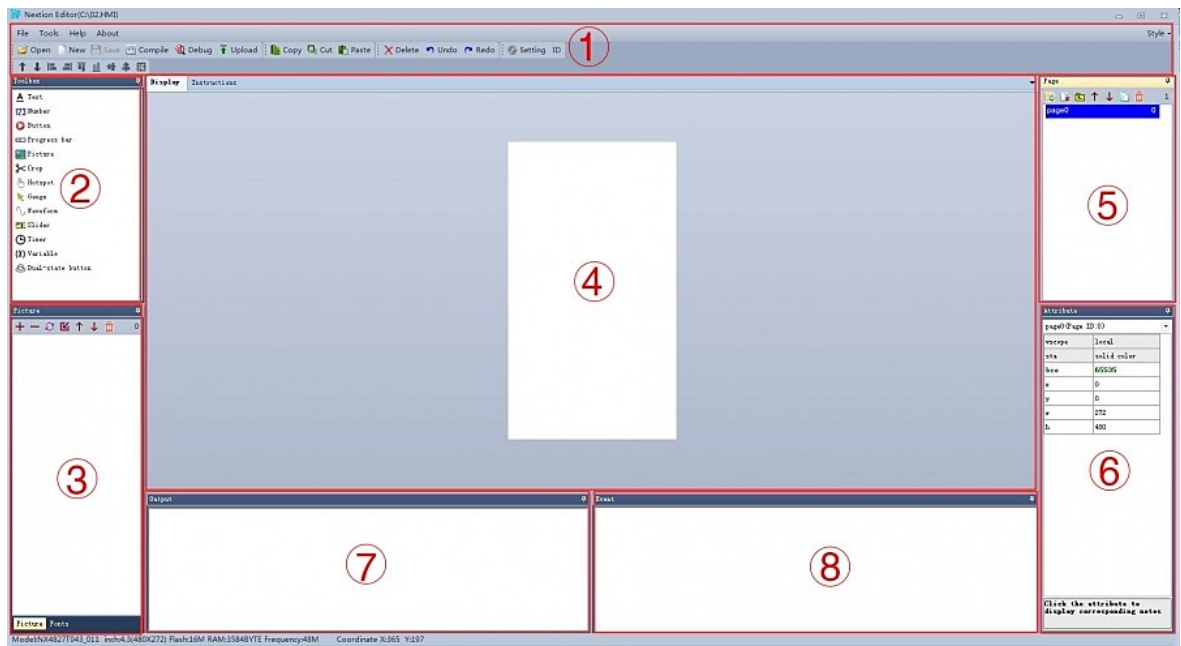 Nextion Editor(C:\02.HMI)
File Tools Help About
Style
Open New Save Compile Debug Upload Copy Cut Paste Delete Undo Redo Setting ID
①
Toolbox
Text
Number
Button
Progress bar
Picture
Crop
Hotspot
Gauge
Waveform
Slider
Timer
Variable
Dual-state button
②
Picture
0
③
Picture Fonts
Display Instructions
④
Page
1
page0 0
⑤
Attribute
page0(Page ID:0)
vscope local
sta solid color
bco 65535
x 0
y 0
w 272
h 480
⑥
Click the attribute to
display corresponding notes
Output
⑦
Event
⑧
Model:NX4827T043_011 inch:4.3(480X272) Flash:16M RAM:3584BYTE Frequency:48M Coordinate X:365 Y:197